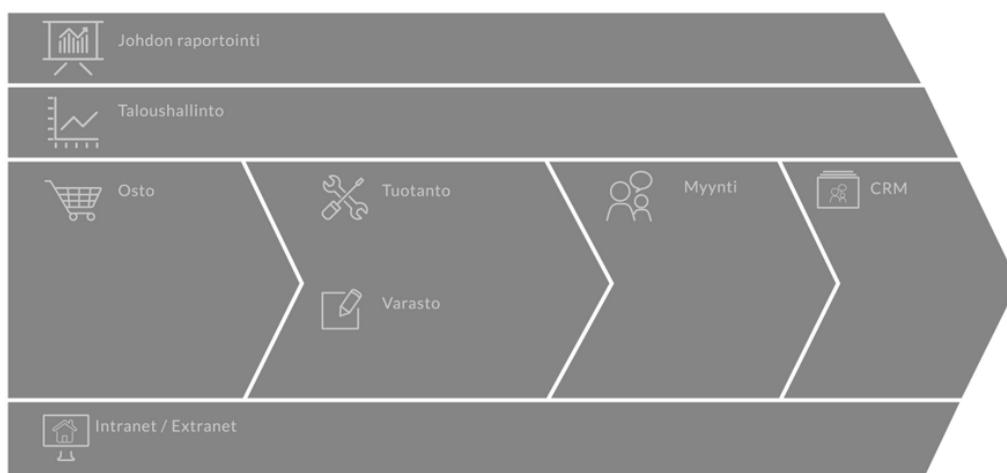 Johdon raportointi
Taloushallinto
Osto
Tuotanto
Myynti
CRM
Varasto
Intranet / Extranet